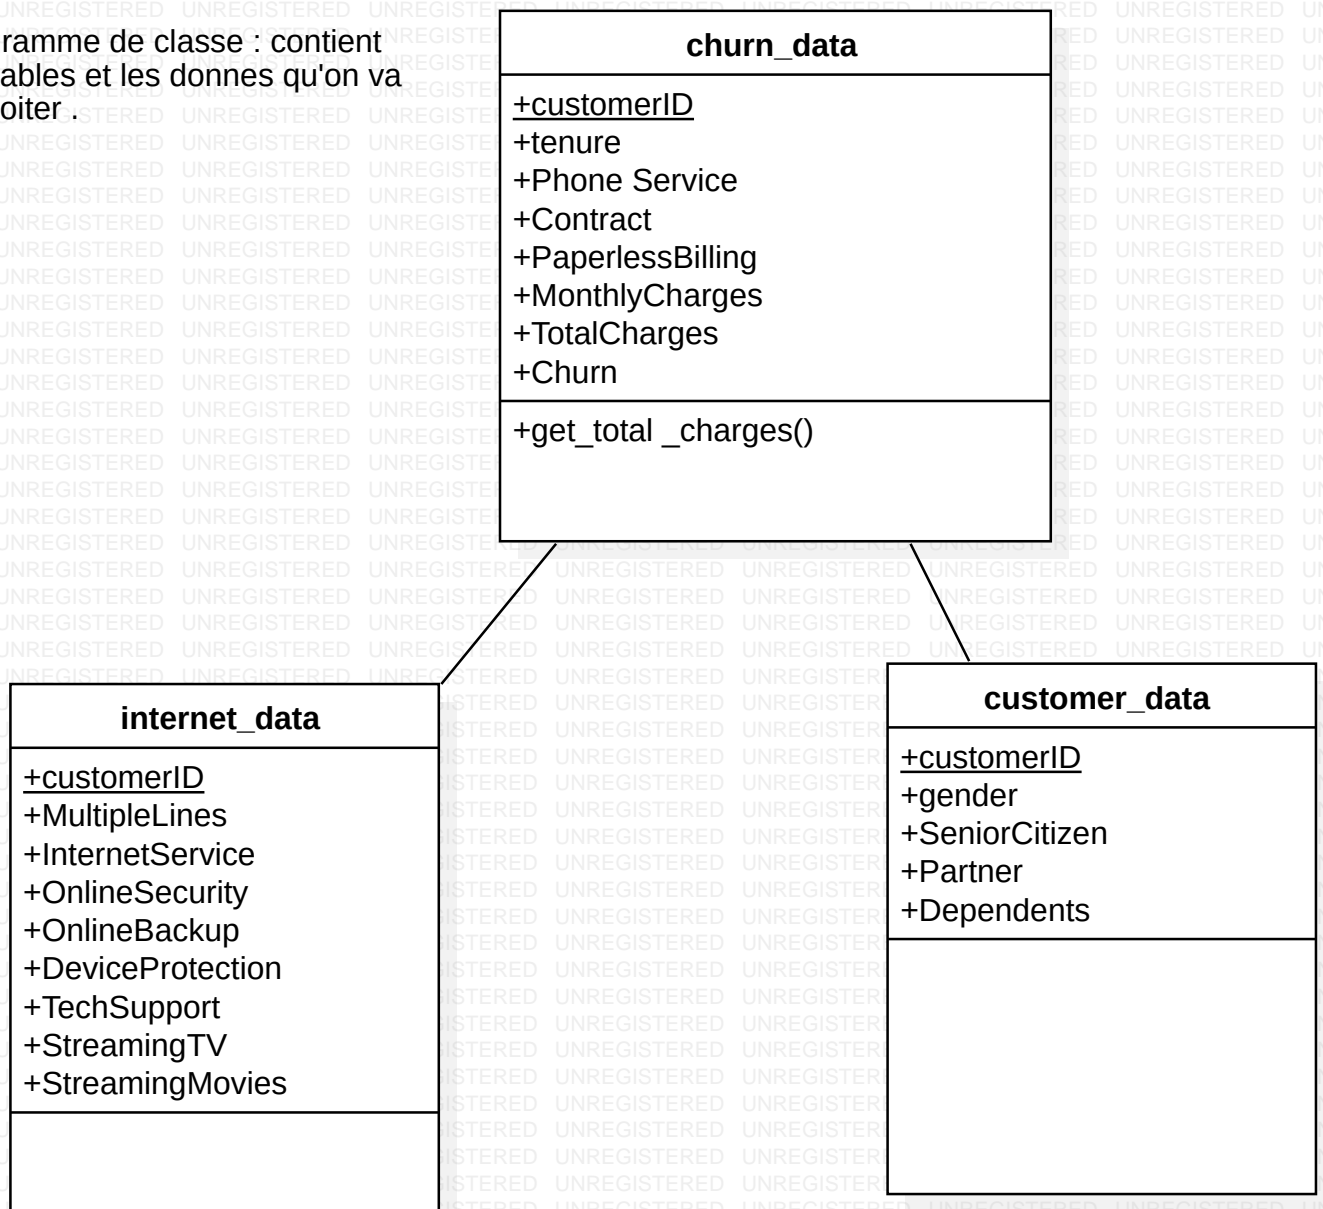 ramme de classe : contient
ables et les donnes qu'on va
oiter .
churn_data
+customerID
+tenure
+Phone Service
+Contract
+PaperlessBilling
+MonthlyCharges
+TotalCharges
+Churn
+get_total _charges()
internet_data
+customerID
+MultipleLines
+InternetService
+OnlineSecurity
+OnlineBackup
+DeviceProtection
+TechSupport
+StreamingTV
+StreamingMovies
customer_data
+customerID
+gender
+SeniorCitizen
+Partner
+Dependents
UNREGISTERED